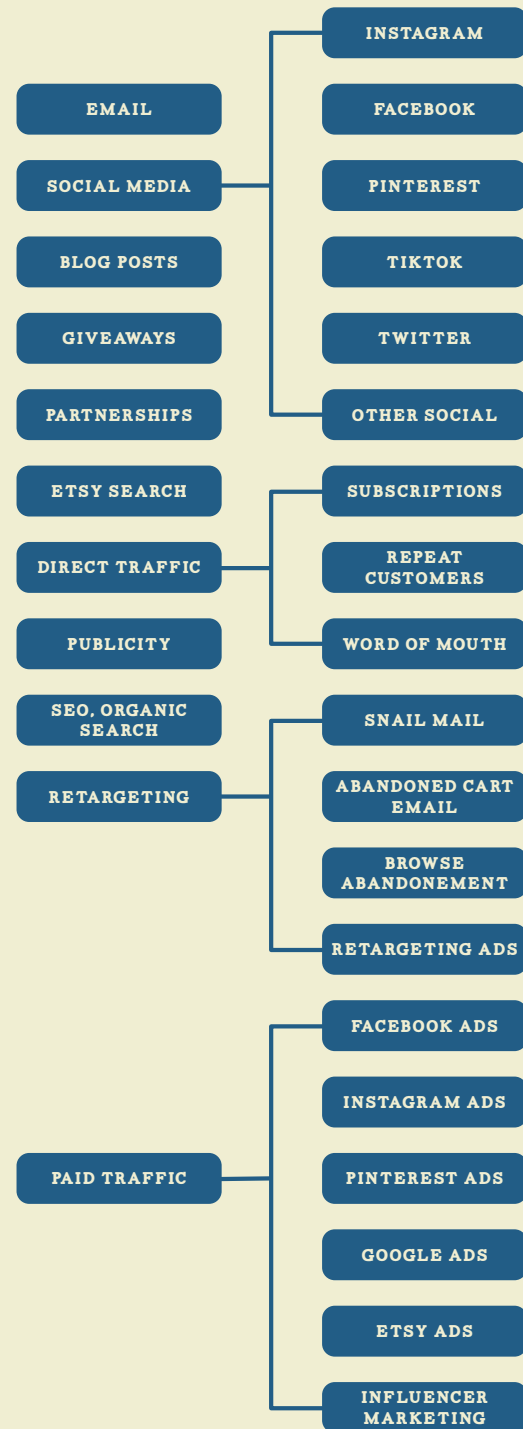 INSTAGRAM
EMAIL
FACEBOOK
SOCIAL MEDIA
PINTEREST
BLOG POSTS
TIKTOK
GIVEAWAYS
TWITTER
PARTNERSHIPS
OTHER SOCIAL
ETSY SEARCH
SUBSCRIPTIONS
DIRECT TRAFFIC
REPEAT
CUSTOMERS
PUBLICITY
WORD OF MOUTH
SEO, ORGANIC
SEARCH
SNAIL MAIL
RETARGETING
ABANDONED CART
EMAIL
BROWSE
ABANDONEMENT
RETARGETING ADS
FACEBOOK ADS
INSTAGRAM ADS
PAID TRAFFIC
PINTEREST ADS
GOOGLE ADS
ETSY ADS
INFLUENCER
MARKETING